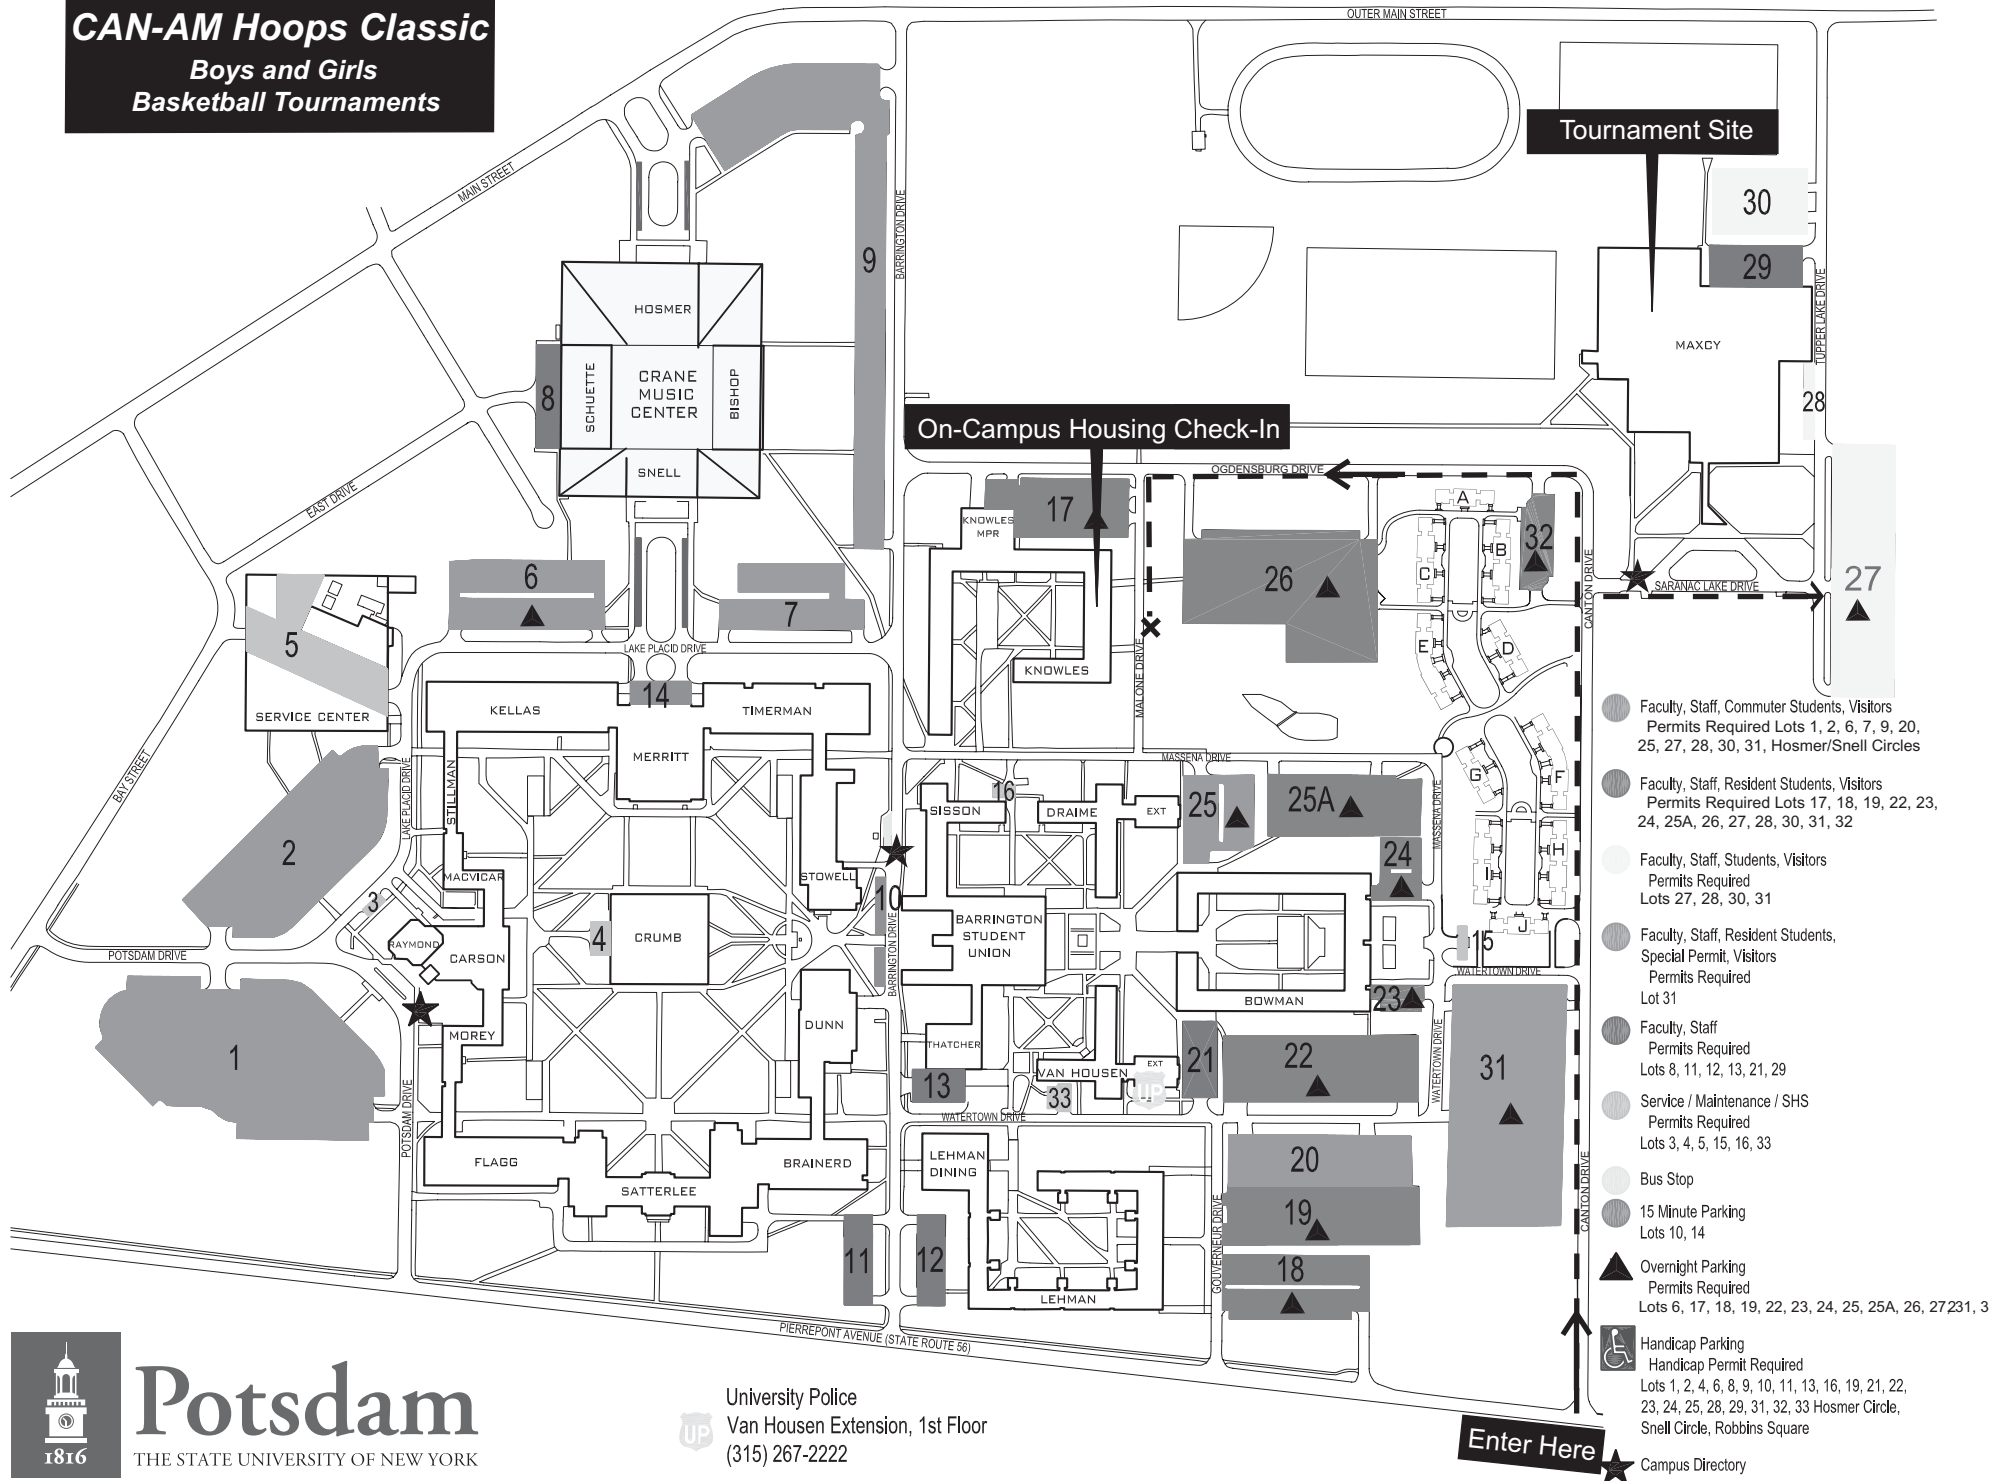 CAN-AM Hoops Classic
Boys and Girls
Basketball Tournaments
OUTER MAIN STREET
MAIN STREET
BARRINGTON DRIVE
Tournament Site
30
29
9
TUPPER LAKE DRIVE
HOSMER
MAXCY
SCHUETTE
CRANE
MUSIC
CENTER
BISHOP
8
28
On-Campus Housing Check-In
SNELL
OGDENSBURG DRIVE
EAST DRIVE
17
KNOWLES
MPR
A
B
C
32
6
26
CANTON DRIVE
SARANAC LAKE DRIVE
27
7
5
D
E
D
LAKE PLACID DRIVE
KNOWLES
MALONE DRIVE
14
KELLAS
TIMERMAN
SERVICE CENTER
MERRITT
MASSENA DRIVE
BAY STREET
LAKE PLACID DRIVE
STILLMAN
G
F
D
16
SISSON
DRAIME
EXT
25
25A
MASSENA DRIVE
2
24
H
I
MACVICAR
STOWELL
3
10
RAYMOND
CARSON
4
CRUMB
BARRINGTON DRIVE
BARRINGTON
STUDENT
UNION
J
15
POTSDAM DRIVE
WATERTOWN DRIVE
BOWMAN
23
MOREY
DUNN
THATCHER
1
13
VAN HOUSEN
EXT
UP
33
21
22
WATERTOWN DRIVE
31
POTSDAM DRIVE
WATERTOWN DRIVE
FLAGG
BRAINERD
SATTERLEE
LEHMAN
DINING
20
19
GOUVERNEUR DRIVE
CANTON DRIVE
11
12
18
LEHMAN
PIERREPONT AVENUE (STATE ROUTE 56)
Enter Here
Faculty, Staff, Commuter Students, Visitors
Permits Required Lots 1, 2, 6, 7, 9, 20,
25, 27, 28, 30, 31, Hosmer/Snell Circles
Faculty, Staff, Resident Students, Visitors
Permits Required Lots 17, 18, 19, 22, 23,
24, 25A, 26, 27, 28, 30, 31, 32
Faculty, Staff, Students, Visitors
Permits Required
Lots 27, 28, 30, 31
Faculty, Staff, Resident Students,
Special Permit, Visitors
Permits Required
Lot 31
Faculty, Staff
Permits Required
Lots 8, 11, 12, 13, 21, 29
Service / Maintenance / SHS
Permits Required
Lots 3, 4, 5, 15, 16, 33
Bus Stop
15 Minute Parking
Lots 10, 14
Overnight Parking
Permits Required
Lots 6, 17, 18, 19, 22, 23, 24, 25, 25A, 26, 27, 31, 3
Handicap Parking
Handicap Permit Required
Lots 1, 2, 4, 6, 8, 9, 10, 11, 13, 16, 19, 21, 22,
23, 24, 25, 28, 29, 31, 32, 33 Hosmer Circle,
Snell Circle, Robbins Square
Campus Directory
1816
Potsdam
THE STATE UNIVERSITY OF NEW YORK
UP
University Police
Van Housen Extension, 1st Floor
(315) 267-2222